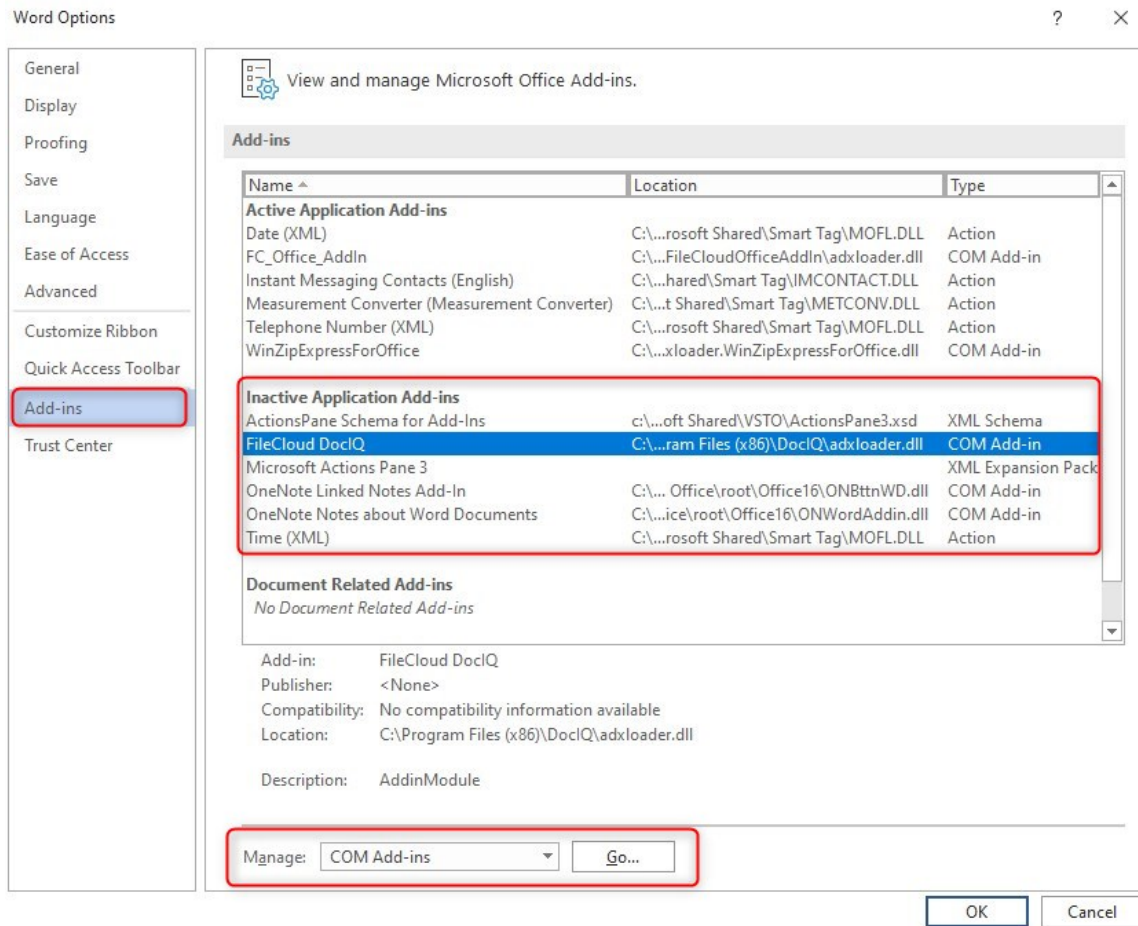 Word Options
?
General
Display
Proofing
Save
Language
Ease of Access
Advanced
Customize Ribbon
Quick Access Toolbar
Add-ins
Trust Center
View and manage Microsoft Office Add-ins.
Add-ins
Name Location Type
Active Application Add-ins
Date (XML) C:\...rosoft Shared\Smart Tag\MOFL.DLL Action
FC_Office_AddIn C:\...FileCloudOfficeAddIn\adxloader.dll COM Add-in
Instant Messaging Contacts (English) C:\...hared\Smart Tag\IMCONTACT.DLL Action
Measurement Converter (Measurement Converter) C:\...t Shared\Smart Tag\METCONV.DLL Action
Telephone Number (XML) C:\...rosoft Shared\Smart Tag\MOFL.DLL Action
WinZipExpressForOffice C:\...xloader.WinZipExpressForOffice.dll COM Add-in
Inactive Application Add-ins
ActionsPane Schema for Add-Ins c:\...oft Shared\VSTO\ActionsPane3.xsd XML Schema
FileCloud DocIQ C:\...ram Files (x86)\DocIQ\adxloader.dll COM Add-in
Microsoft Actions Pane 3 XML Expansion Pack
OneNote Linked Notes Add-In C:\... Office\root\Office16\ONBttnWD.dll COM Add-in
OneNote Notes about Word Documents C:\...ice\root\Office16\ONWordAddin.dll COM Add-in
Time (XML) C:\...rosoft Shared\Smart Tag\MOFL.DLL Action
Document Related Add-ins
No Document Related Add-ins
Add-in: FileCloud DocIQ
Publisher: <None>
Compatibility: No compatibility information available
Location: C:\Program Files (x86)\DocIQ\adxloader.dll
Description: AddinModule
Manage: COM Add-ins Go...
OK Cancel